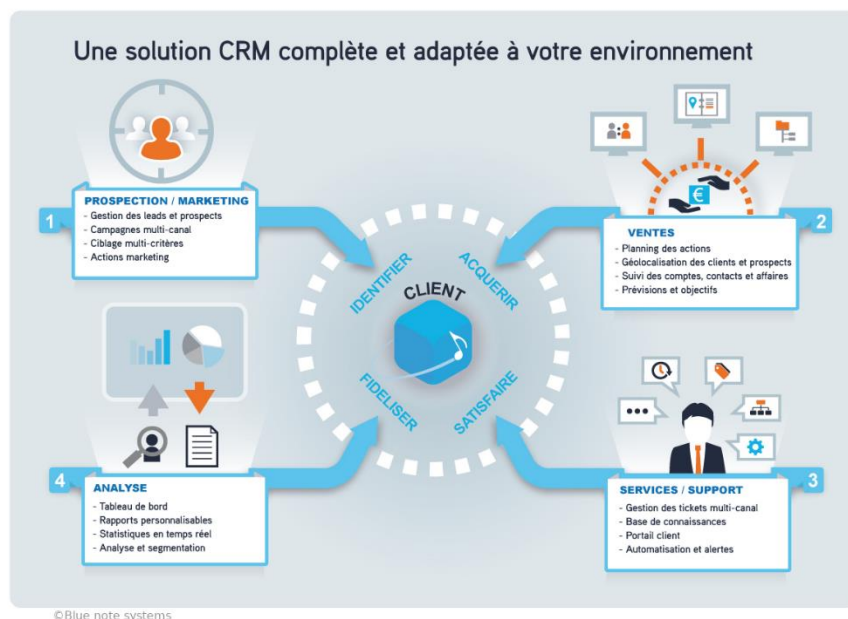 Une solution CRM complète et adaptée à votre environnement
1
PROSPECTION / MARKETING
- Gestion des leads et prospects
- Campagnes multi-canal
- Ciblage multi-critères
- Actions marketing
2
€
VENTES
- Planning des actions
- Géolocalisation des clients et prospects
- Suivi des comptes, contacts et affaires
- Prévisions et objectifs
IDENTIFIER
ACQUERIR
CLIENT
FIDELISER
SATISFAIRE
3
SERVICES / SUPPORT
- Gestion des tickets multi-canal
- Base de connaissances
- Portail client
- Automatisation et alertes
4
ANALYSE
- Tableau de bord
- Rapports personnalisables
- Statistiques en temps réel
- Analyse et segmentation
©Blue note systems